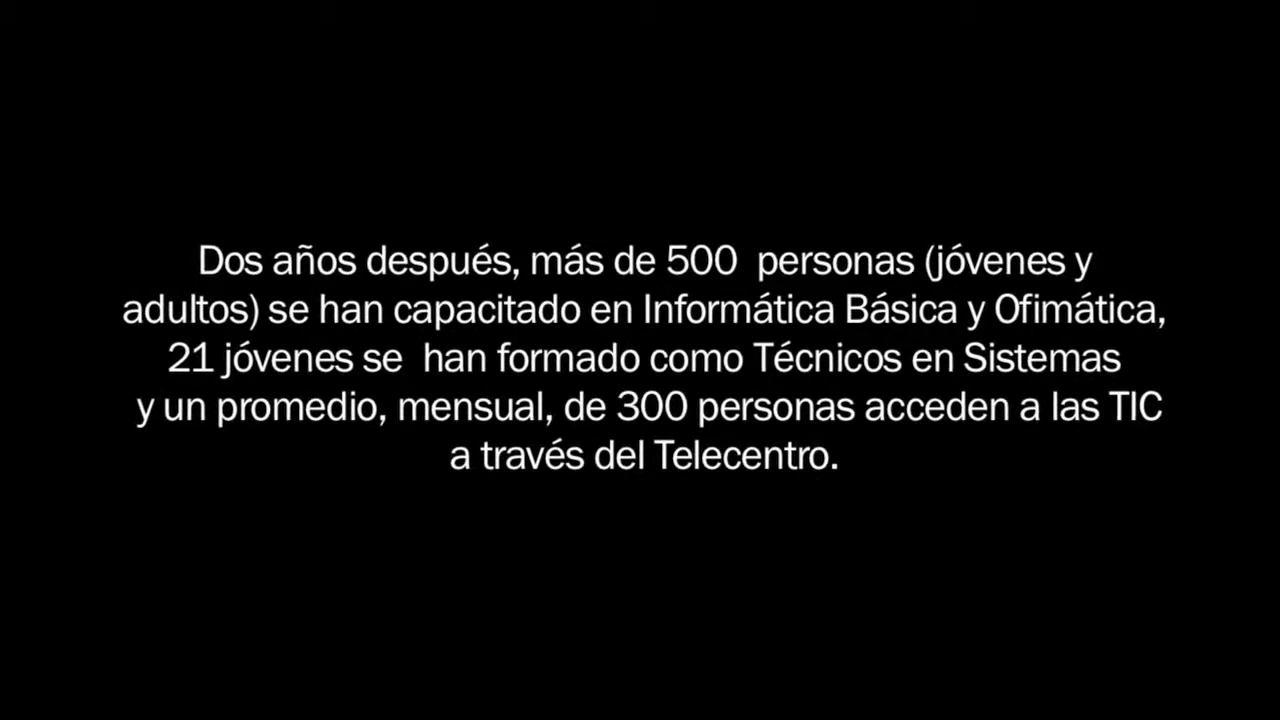 Dos años después, más de 500  personas (jóvenes y
adultos) se han capacitado en Informática Básica y Ofimática,
21 jóvenes se  han formado como Técnicos en Sistemas
y un promedio, mensual, de 300 personas acceden a las TIC
a través del Telecentro.